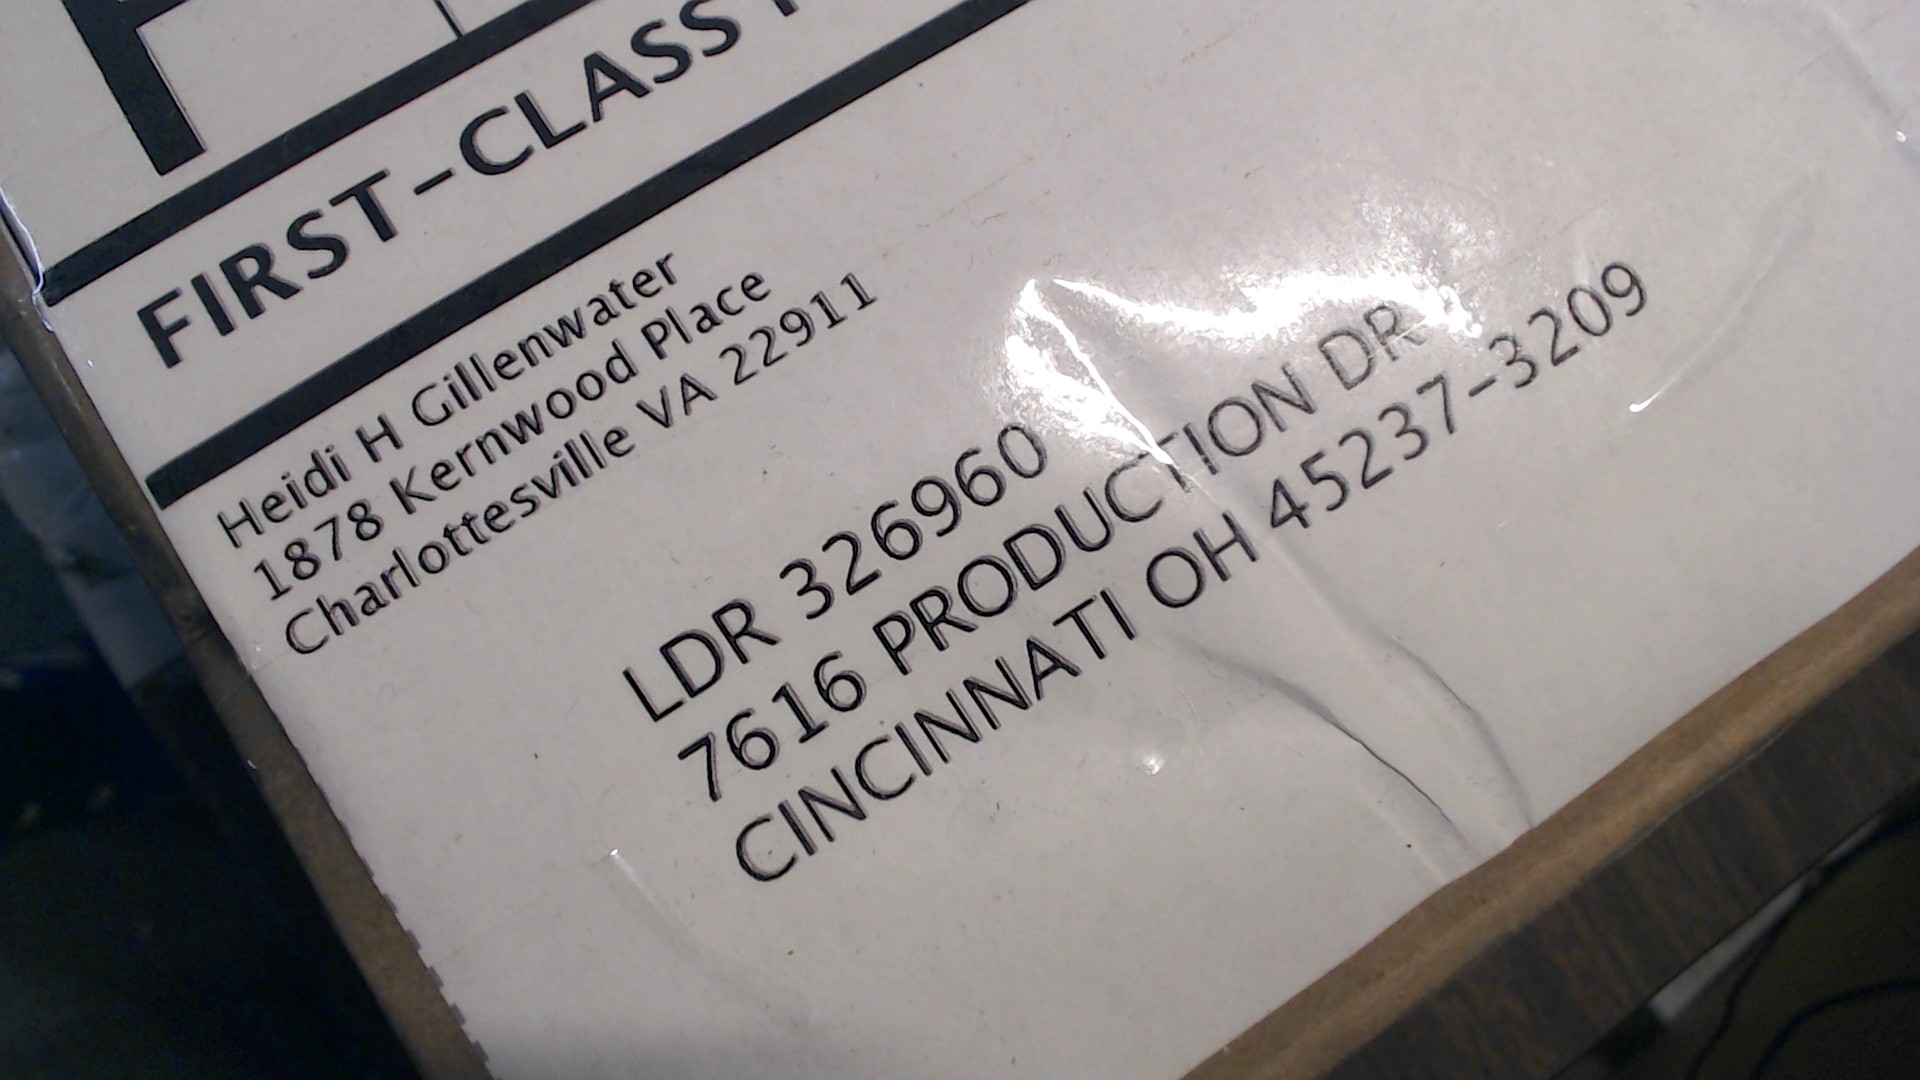 FIRST-CLASS
Heidi H Gillenwater
1878 Kernwood Place
Charlottesville VA 22911
LDR 326960
7616 PRODUCTION DR
CINCINNATI OH 45237-3209